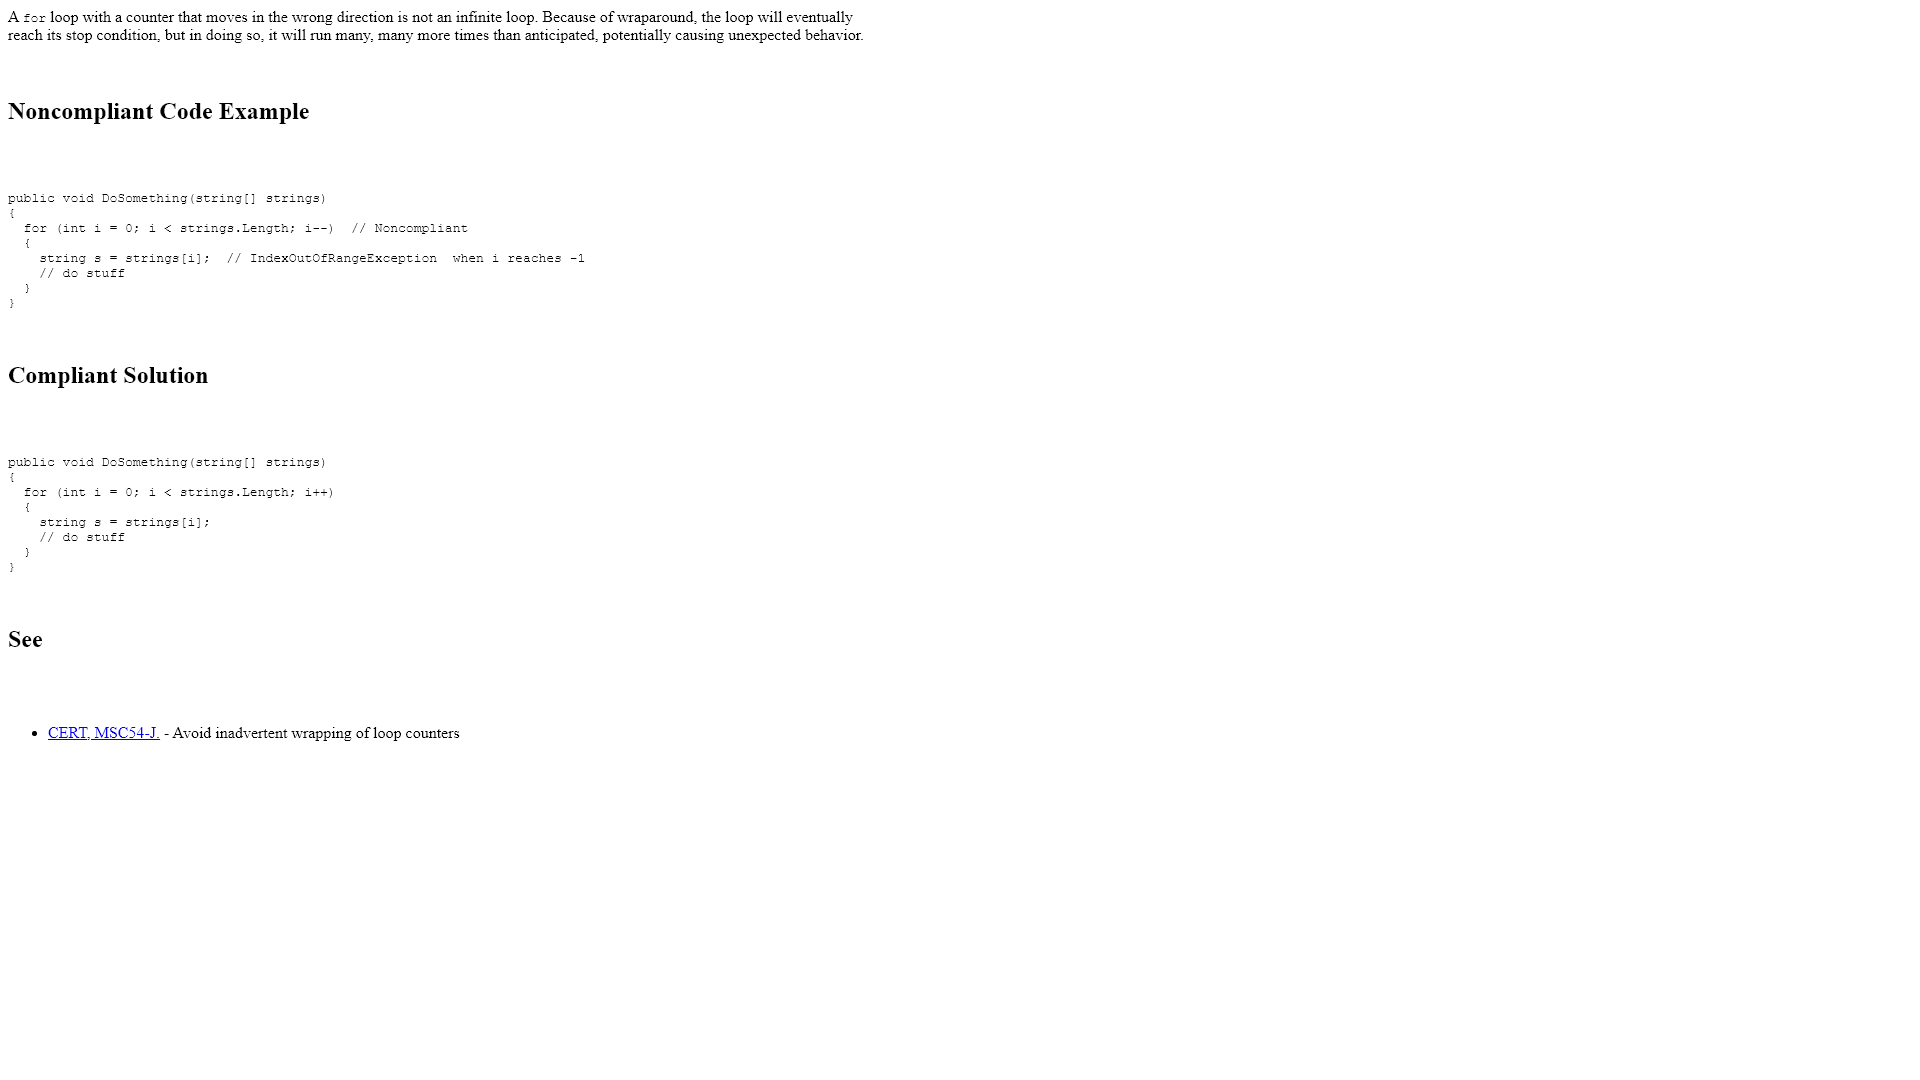 A for loop with a counter that moves in the wrong direction is not an infinite loop. Because of wraparound, the loop will eventually
reach its stop condition, but in doing so, it will run many, many more times than anticipated, potentially causing unexpected behavior.
Noncompliant Code Example
public void DoSomething(string[] strings)
{
  for (int i = 0; i < strings.Length; i--)  // Noncompliant
  {
    string s = strings[i];  // IndexOutOfRangeException  when i reaches -1
    // do stuff
  }
}
Compliant Solution
public void DoSomething(string[] strings)
{
  for (int i = 0; i < strings.Length; i++)
  {
    string s = strings[i];
    // do stuff
  }
}
See
• CERT, MSC54-J. - Avoid inadvertent wrapping of loop counters